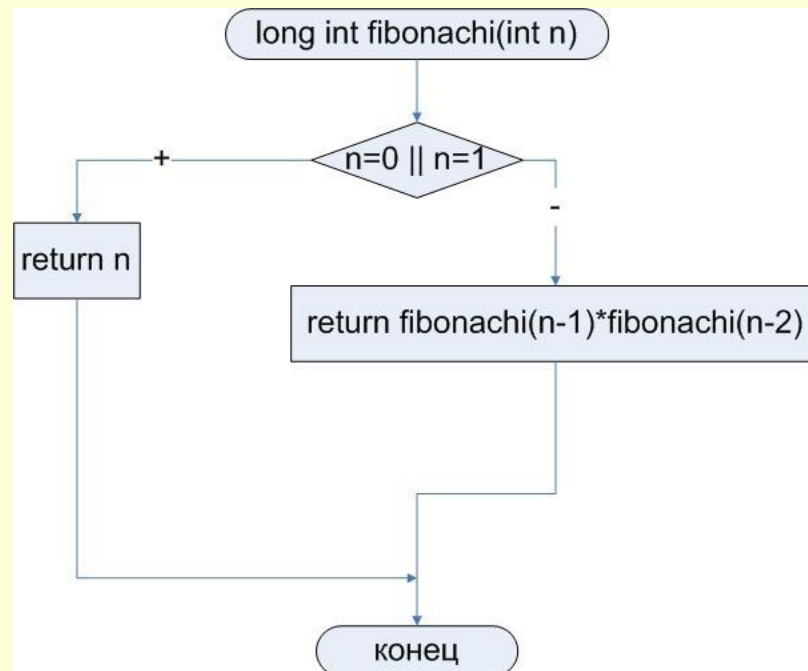 long int fibonachi(int n)
n=0 || n=1
+
-
return n
return fibonachi(n-1)*fibonachi(n-2)
конец